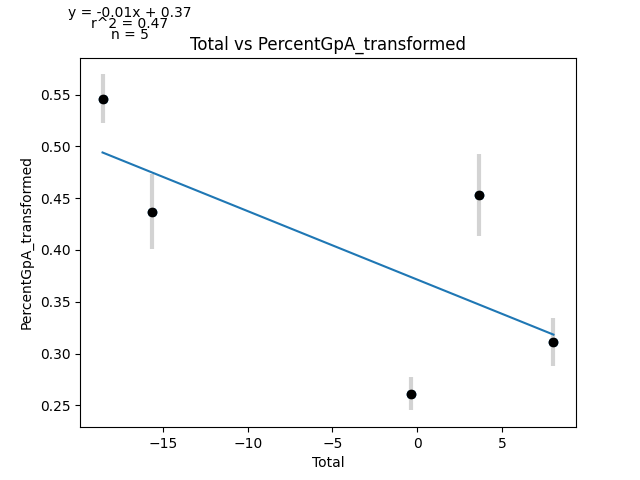 y = -0.01x + 0.37
r^2 = 0.47
n = 5
Total vs PercentGpA_transformed
0.55
0.50
0.45
0.40
0.35
0.30
0.25
PercentGpA_transformed
−15
−10
−5
0
5
Total